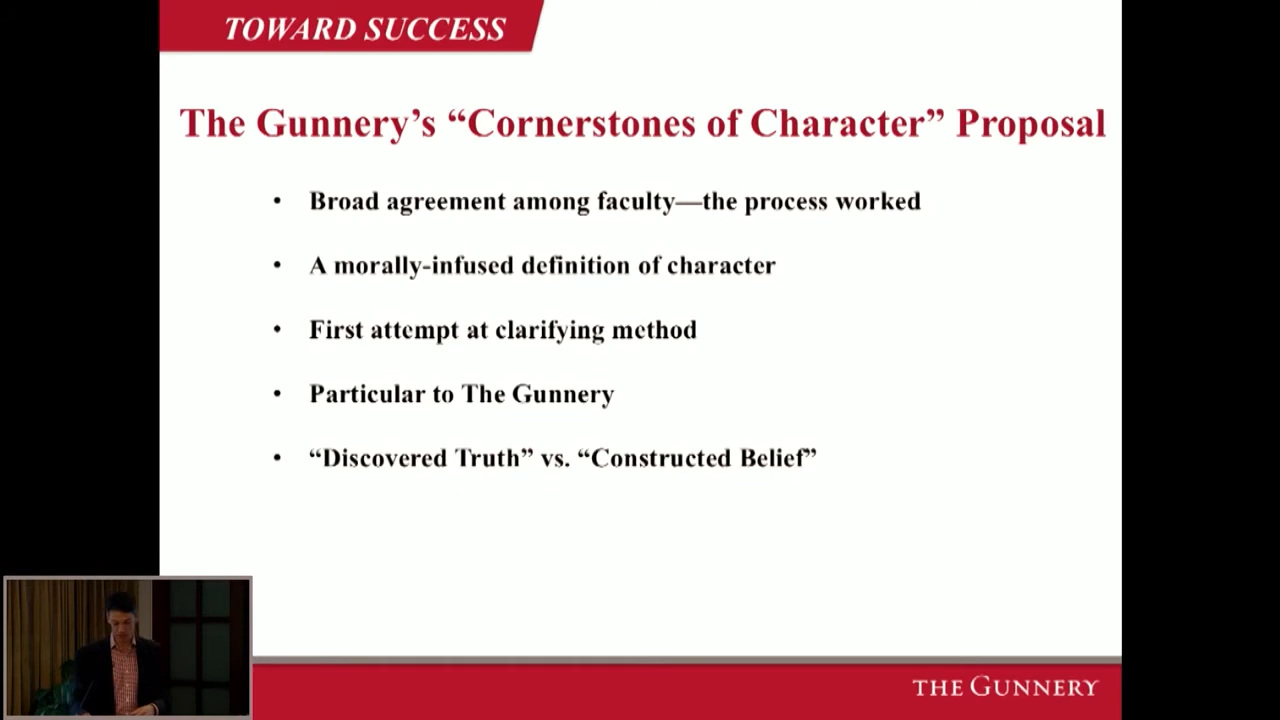 TOWARD SUCCESS
The Gunnery’s “Cornerstones of Character” Proposal
• Broad agreement among faculty—the process worked
• A morally-infused definition of character
• First attempt at clarifying method
• Particular to The Gunnery
• “Discovered Truth” vs. “Constructed Belief”
THE GUNNERY